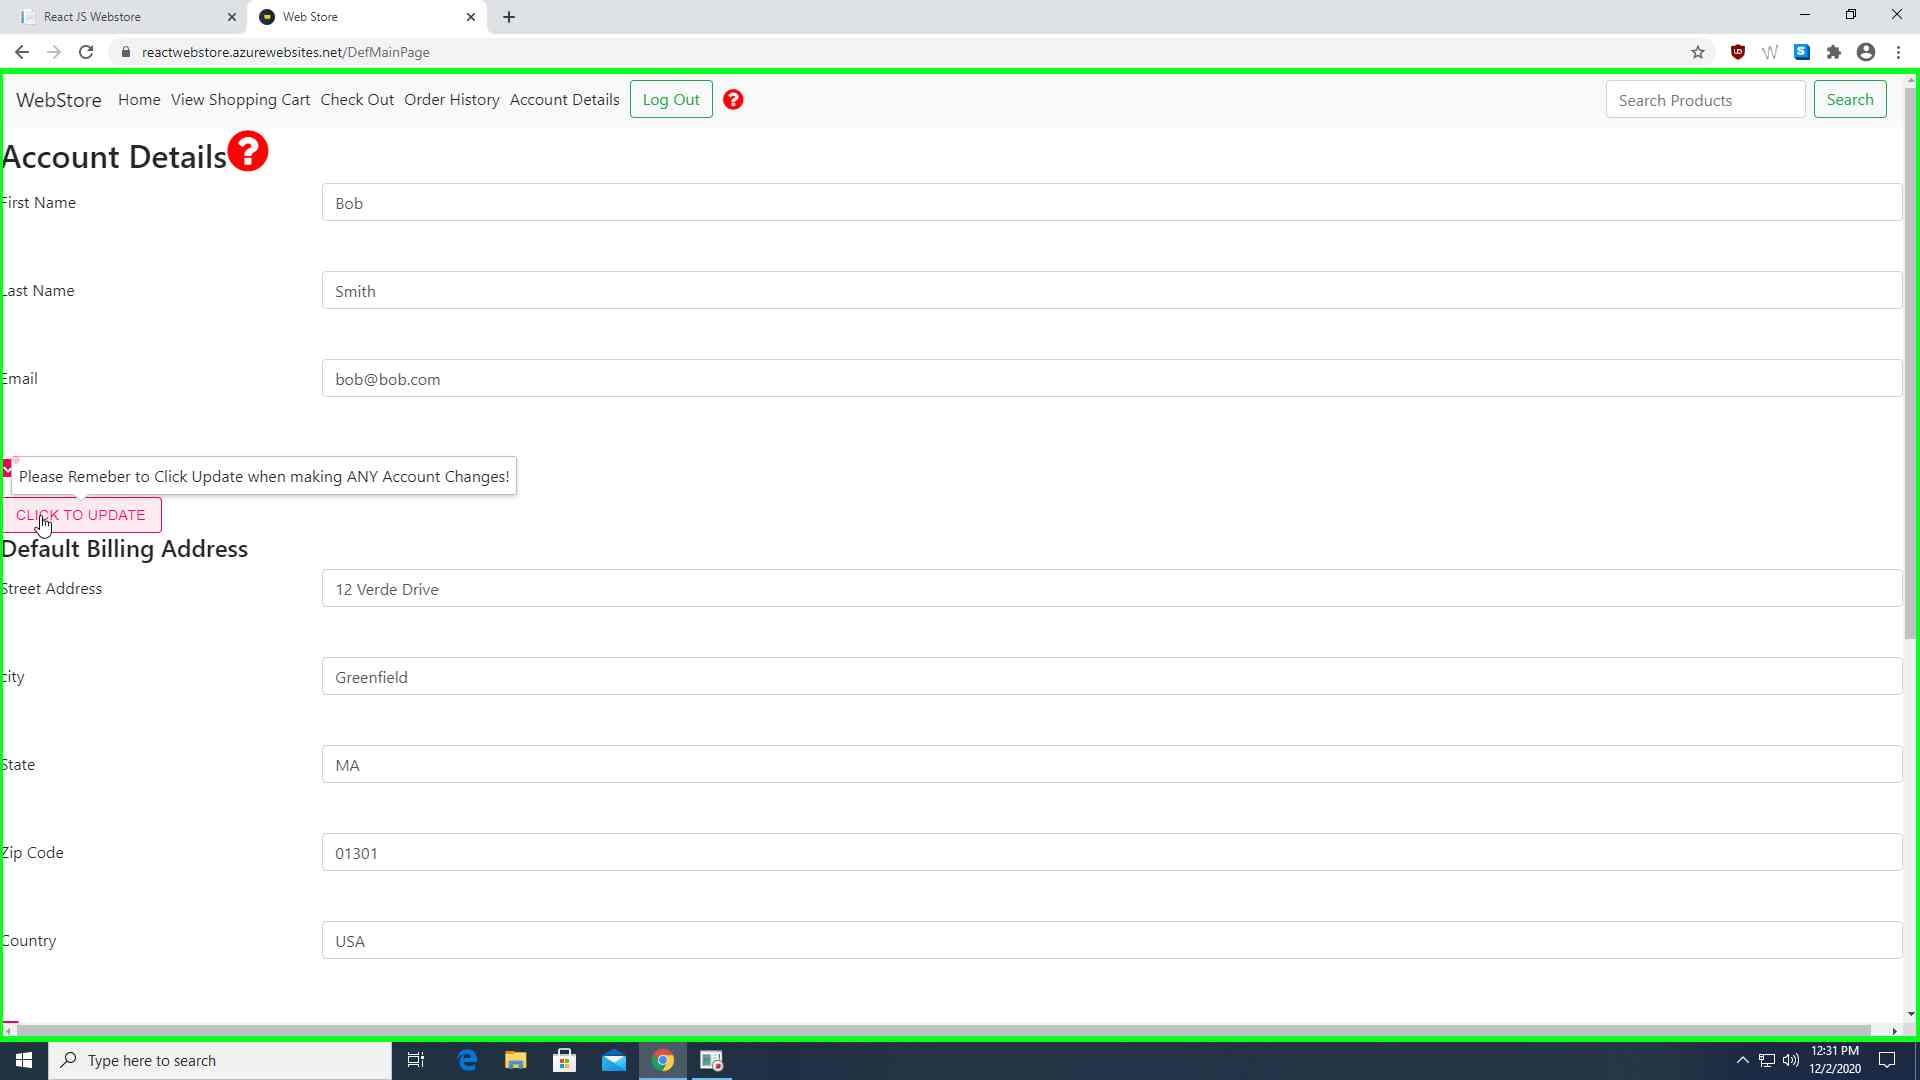 React JS Webstore
Web Store
reactwebstore.azurewebsites.net/DefMainPage
WebStore Home View Shopping Cart Check Out Order History Account Details Log Out ? Search Products Search
Account Details ?
First Name Bob
Last Name Smith
Email bob@bob.com
Please Remeber to Click Update when making ANY Account Changes!
CLICK TO UPDATE
Default Billing Address
Street Address 12 Verde Drive
city Greenfield
State MA
Zip Code 01301
Country USA
Type here to search
12:31 PM
12/2/2020